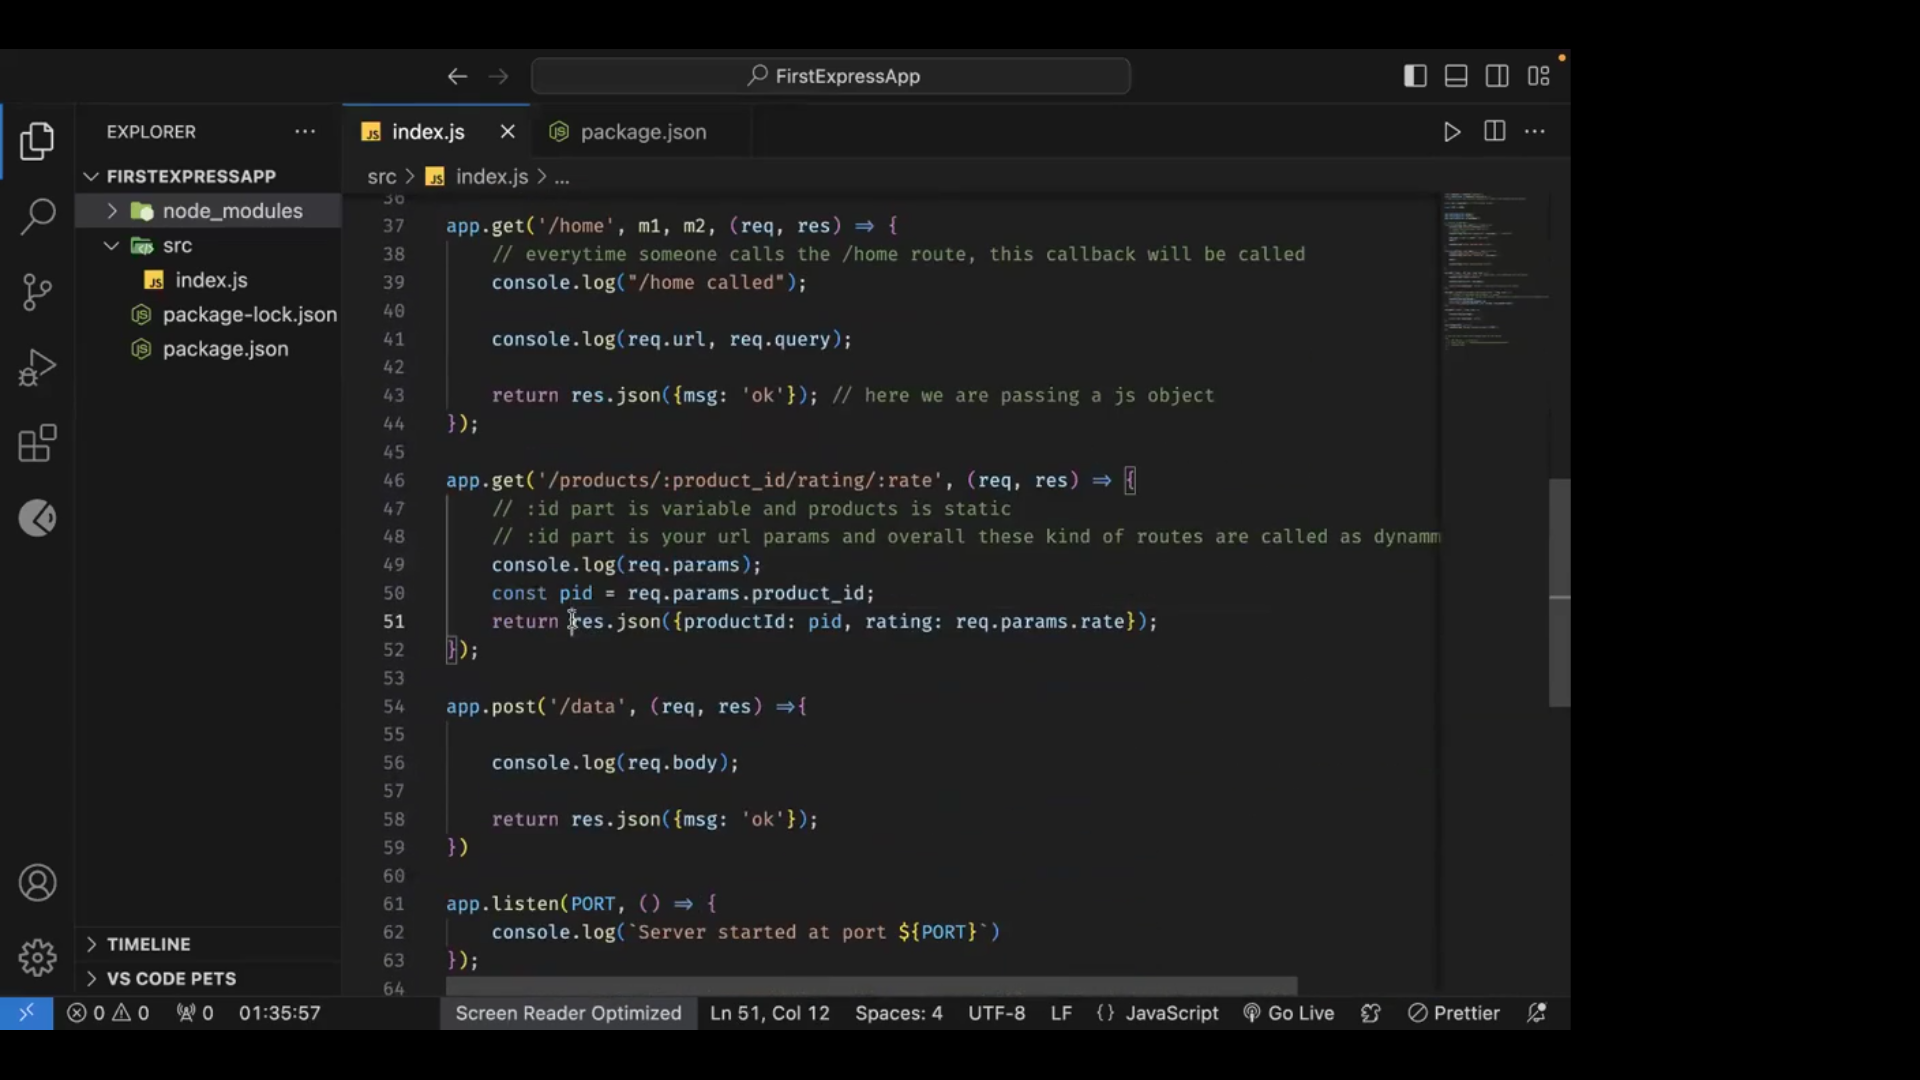 FirstExpressApp
EXPLORER
index.js
package.json
FIRSTEXPRESSAPP
src > index.js > ...
node_modules
src
index.js
package-lock.json
package.json
36
37 app.get('/home', m1, m2, (req, res) => {
38 // everytime someone calls the /home route, this callback will be called
39 console.log("/home called");
40
41 console.log(req.url, req.query);
42
43 return res.json({msg: 'ok'}); // here we are passing a js object
44 });
45
46 app.get('/products/:product_id/rating/:rate', (req, res) => {
47 // :id part is variable and products is static
48 // :id part is your url params and overall these kind of routes are called as dynamm
49 console.log(req.params);
50 const pid = req.params.product_id;
51 return res.json({productId: pid, rating: req.params.rate});
52 });
53
54 app.post('/data', (req, res) =>{
55
56 console.log(req.body);
57
58 return res.json({msg: 'ok'});
59 })
60
61 app.listen(PORT, () => {
62 console.log(`Server started at port ${PORT}`)
63 });
64
TIMELINE
VS CODE PETS
0 0 0 01:35:57 Screen Reader Optimized Ln 51, Col 12 Spaces: 4 UTF-8 LF {} JavaScript Go Live Prettier